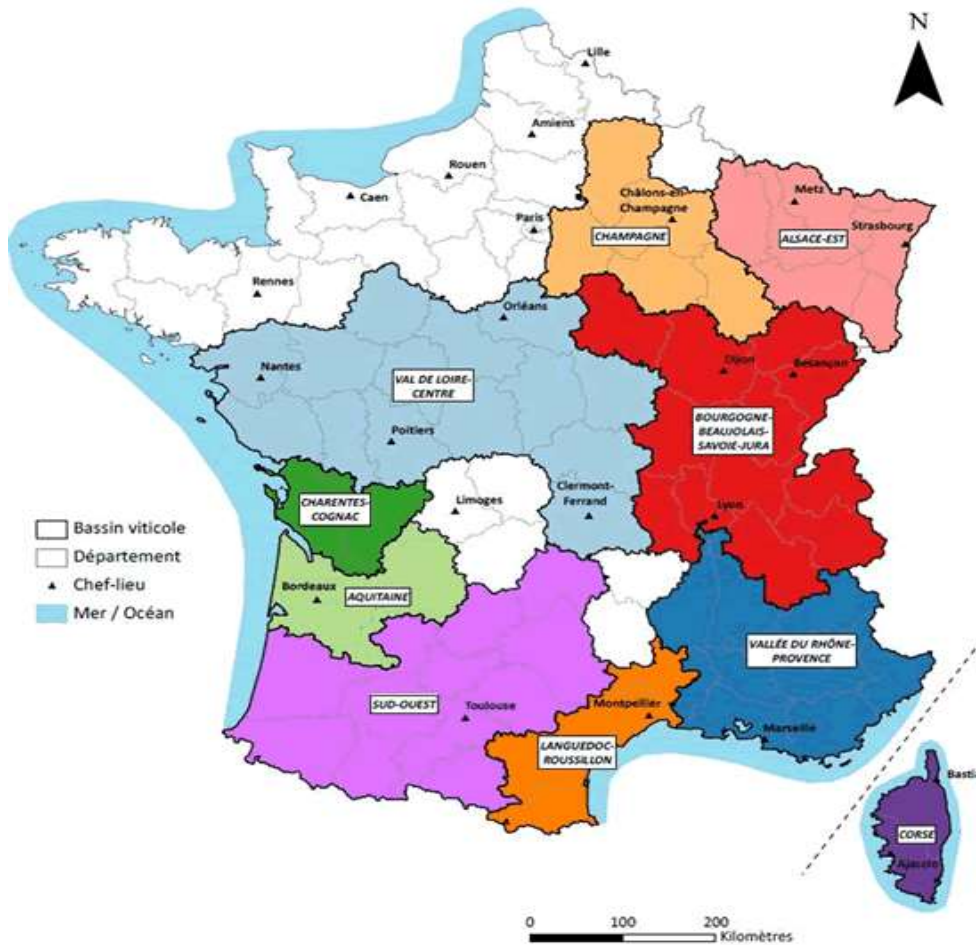 N
Lille
Amiens
Rouen
Caen
Châlons-en-
Champagne
Metz
Paris
CHAMPAGNE
ALSACE-EST
Strasbourg
Rennes
Orléans
Nantes
VAL DE LOIRE-
CENTRE
Dijon
Besançon
BOURGOGNE-
BEAUJOLAIS-
SAVOIE-JURA
Poitiers
Clermont-
Ferrand
Limoges
Lyon
CHARENTES-
COGNAC
Bassin viticole
Département
Chef-lieu
Mer / Océan
Bordeaux
AQUITAINE
VALLÉE DU RHÔNE-
PROVENCE
SUD-OUEST
Toulouse
Montpellier
Marseille
LANGUEDOC-
ROUSSILLON
Bastia
CORSE
Ajaccio
0 100 200
Kilomètres